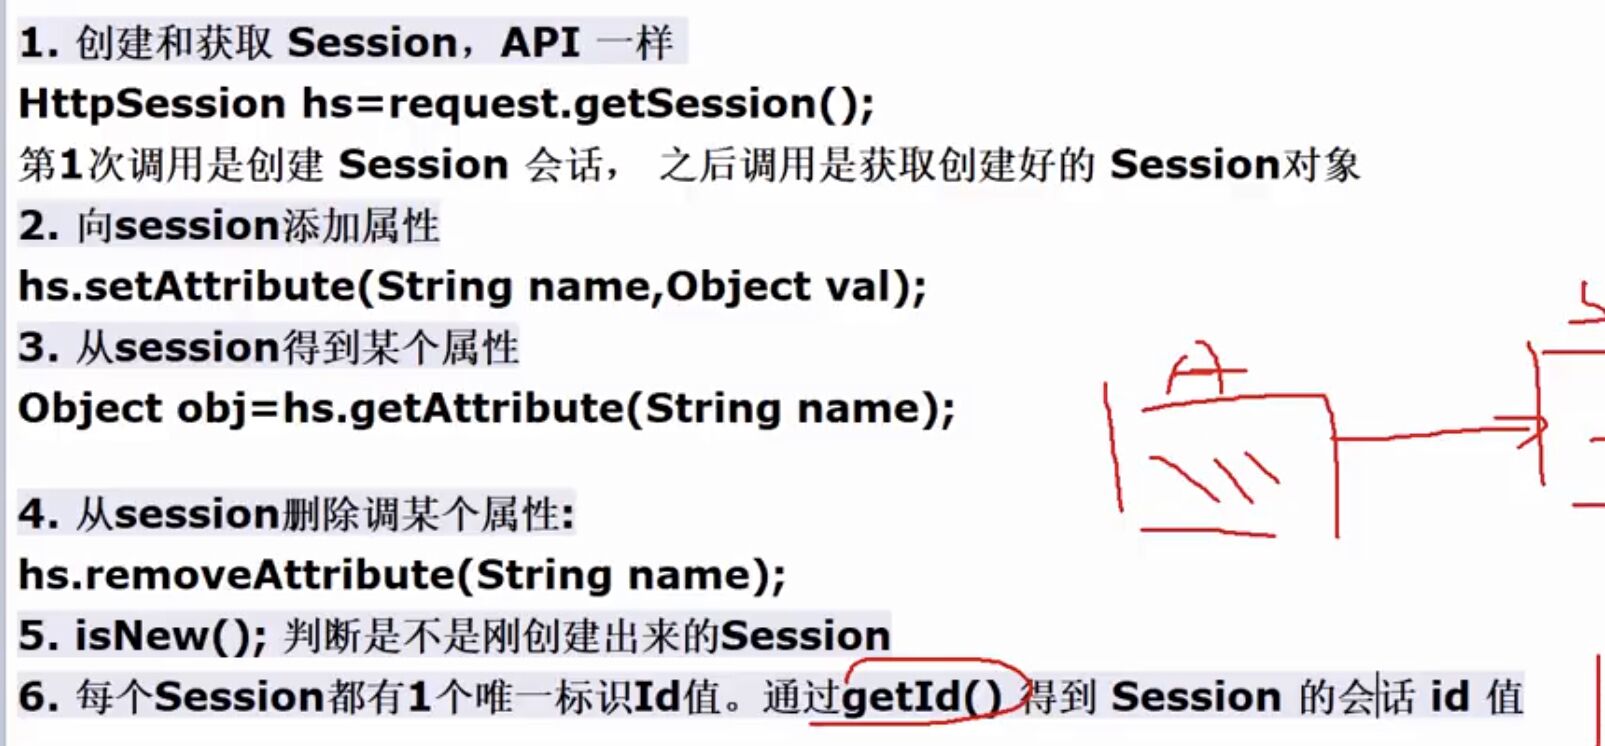 1. 创建和获取 Session，API 一样
HttpSession hs=request.getSession();
第1次调用是创建 Session 会话， 之后调用是获取创建好的 Session对象
2. 向session添加属性
hs.setAttribute(String name,Object val);
3. 从session得到某个属性
Object obj=hs.getAttribute(String name);
A
4. 从session删除调某个属性:
hs.removeAttribute(String name);
5. isNew(); 判断是不是刚创建出来的Session
6. 每个Session都有1个唯一标识Id值。通过getId() 得到 Session 的会话 id 值